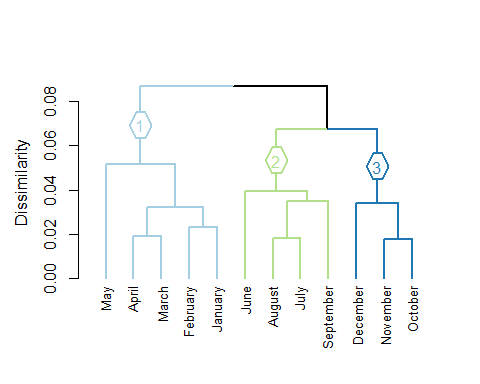 Dissimilarity
0.08
0.06
0.04
0.02
0.00
1
2
3
May
April
March
February
January
June
August
July
September
December
November
October